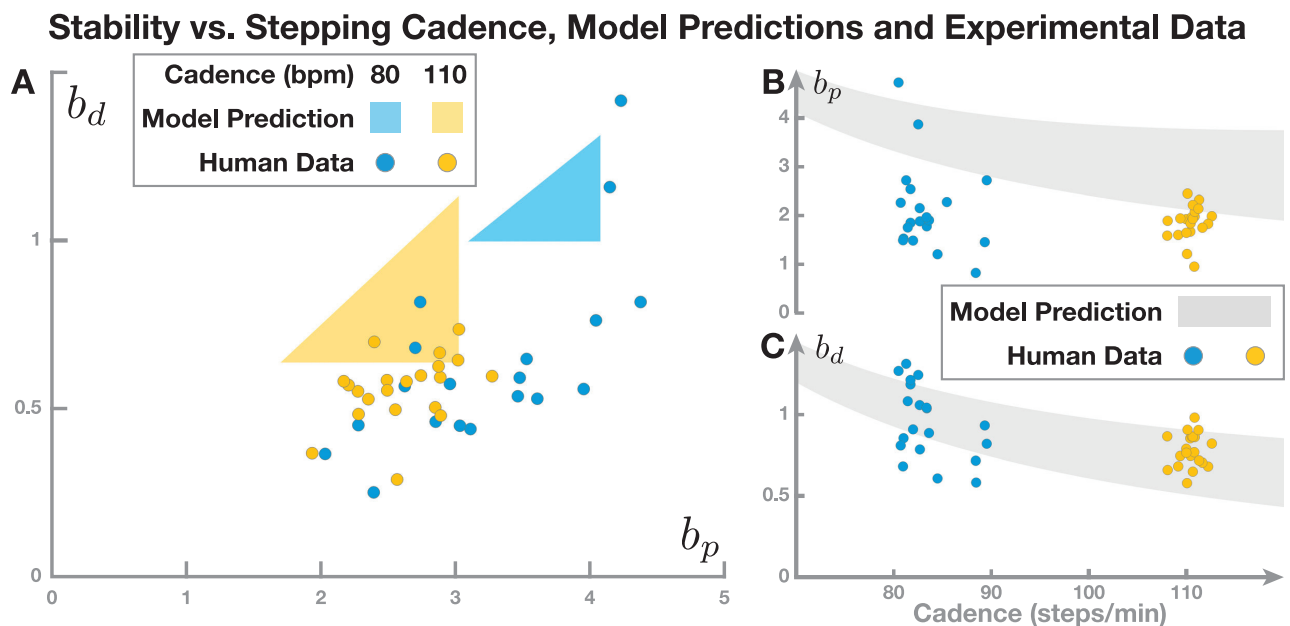 Stability vs. Stepping Cadence, Model Predictions and Experimental Data
A
b_d
Cadence (bpm) 80 110
Model Prediction
Human Data
1
0.5
0
0 1 2 3 4 5
b_p
B
b_p
4
3
2
1
0
Model Prediction
Human Data
C
b_d
1
0.5
0
80 90 100 110
Cadence (steps/min)